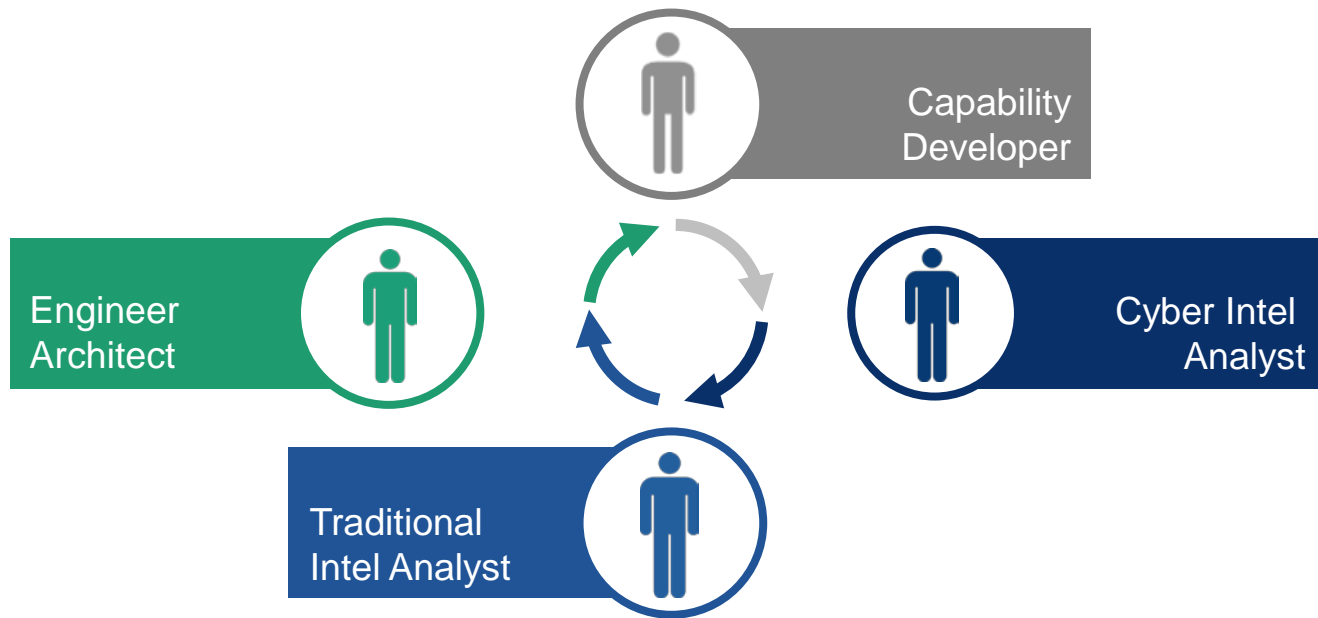 Capability
Developer
Engineer
Architect
Cyber Intel
Analyst
Traditional
Intel Analyst